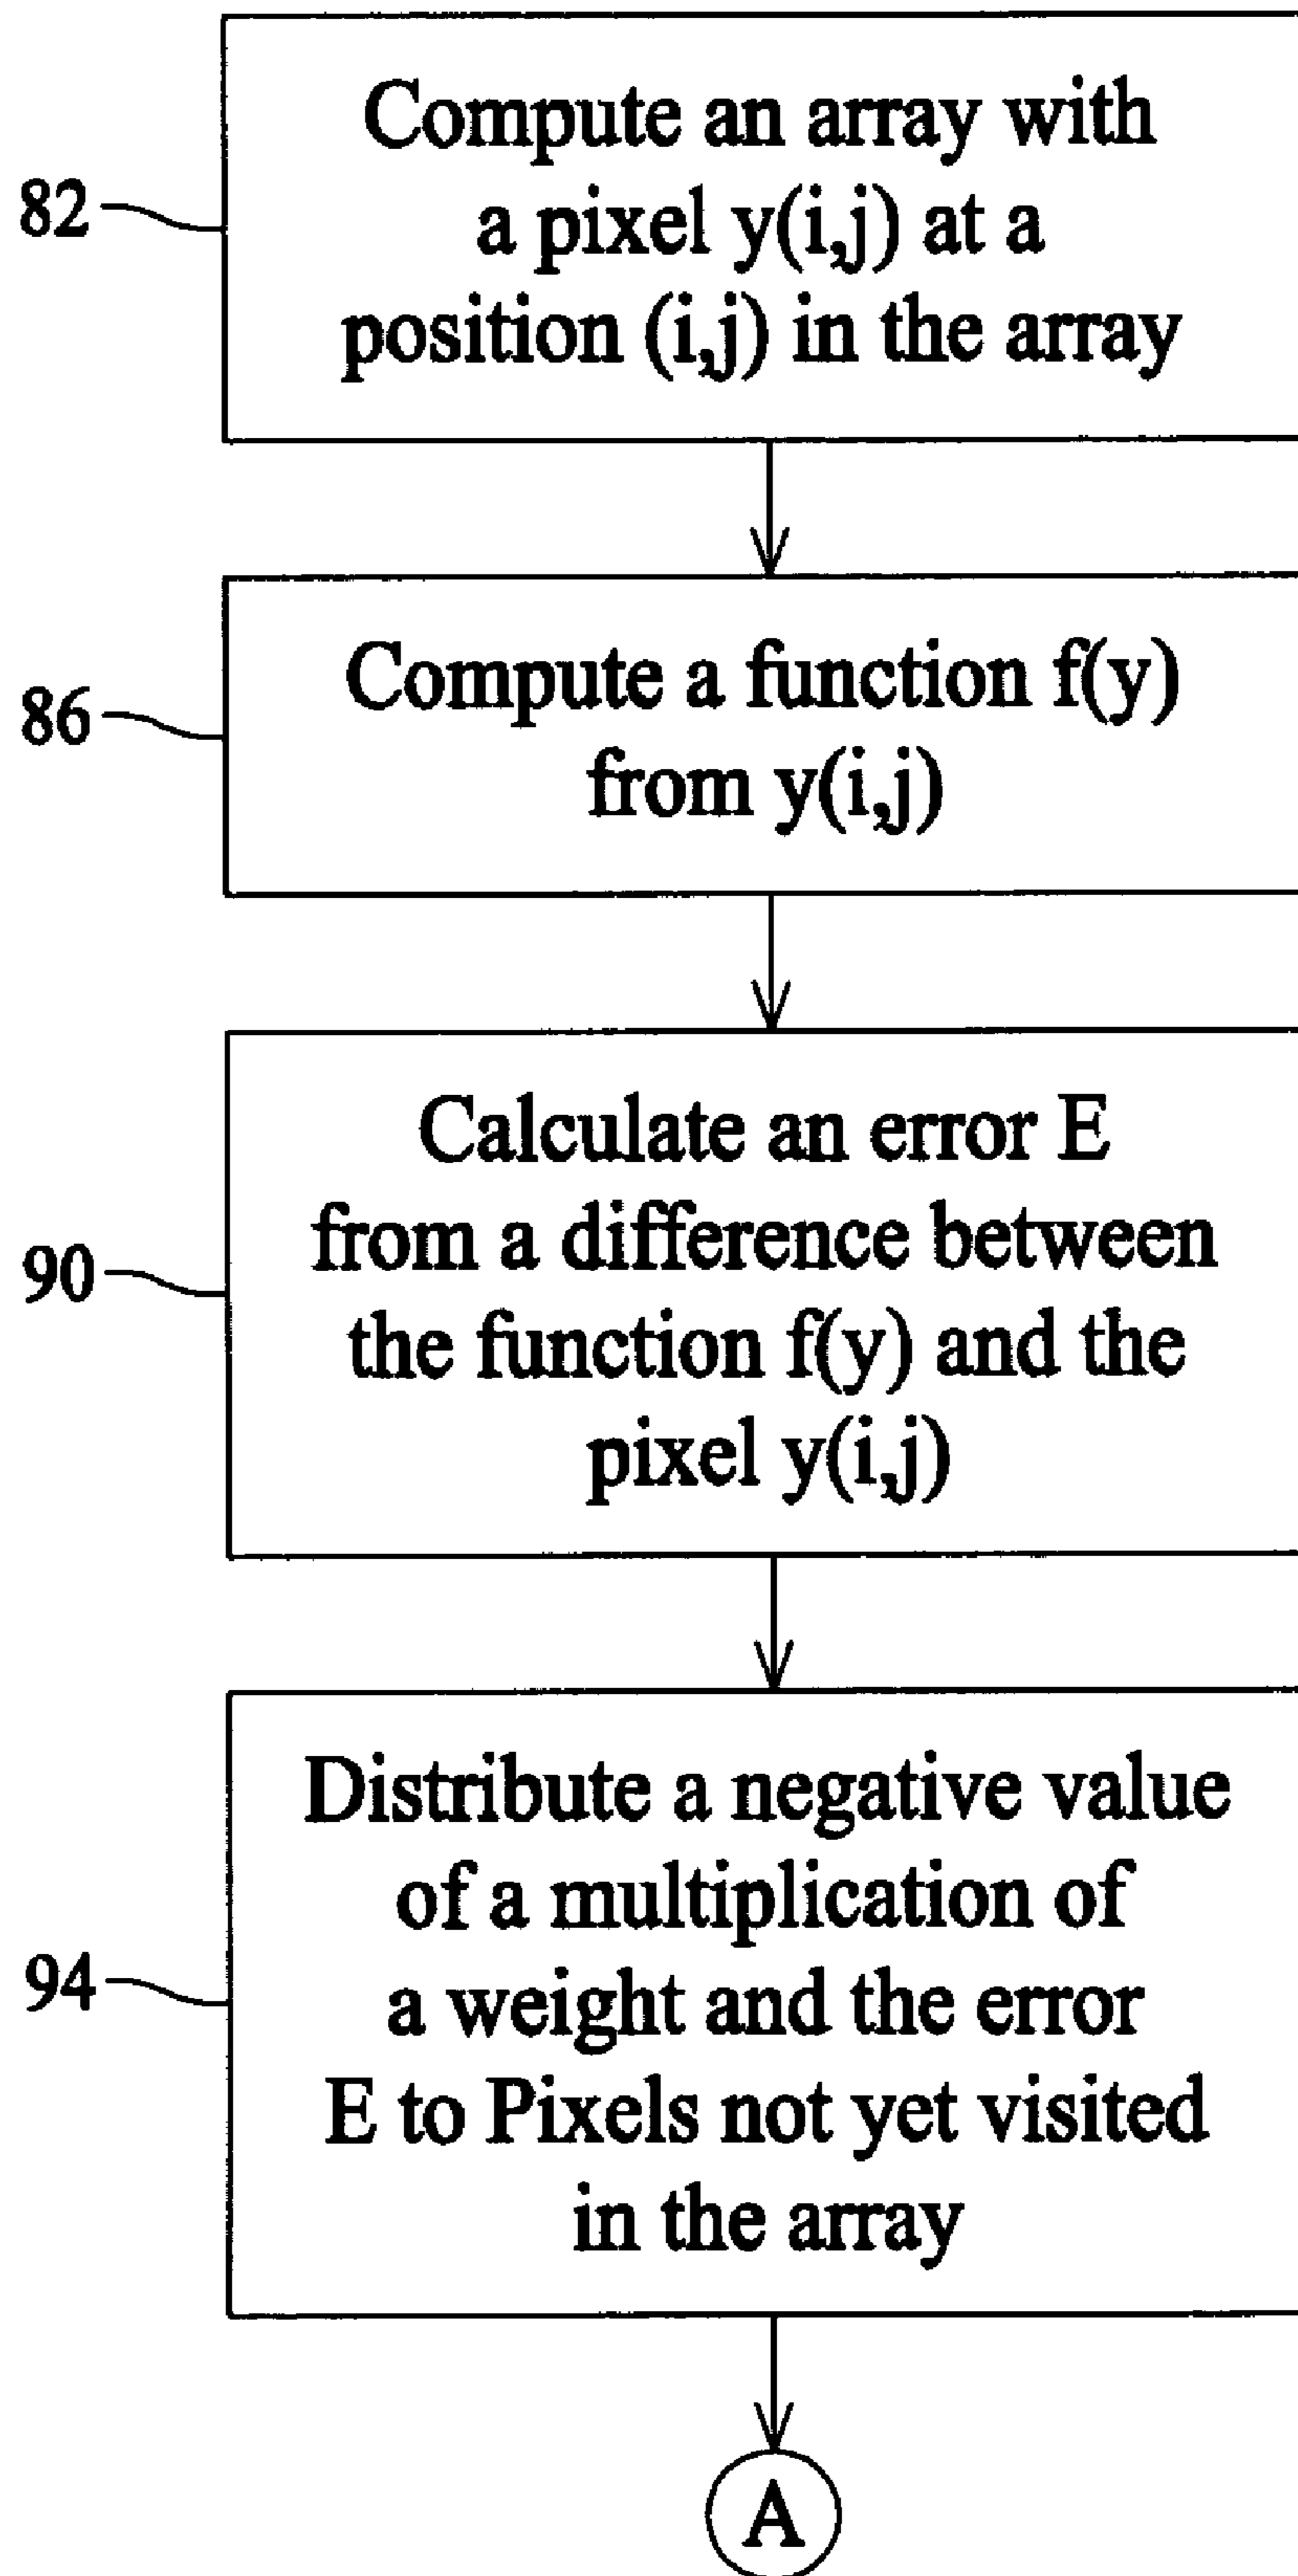 82
Compute an array with
a pixel y(i,j) at a
position (i,j) in the array
86
Compute a function f(y)
from y(i,j)
90
Calculate an error E
from a difference between
the function f(y) and the
pixel y(i,j)
94
Distribute a negative value
of a multiplication of
a weight and the error
E to Pixels not yet visited
in the array
A